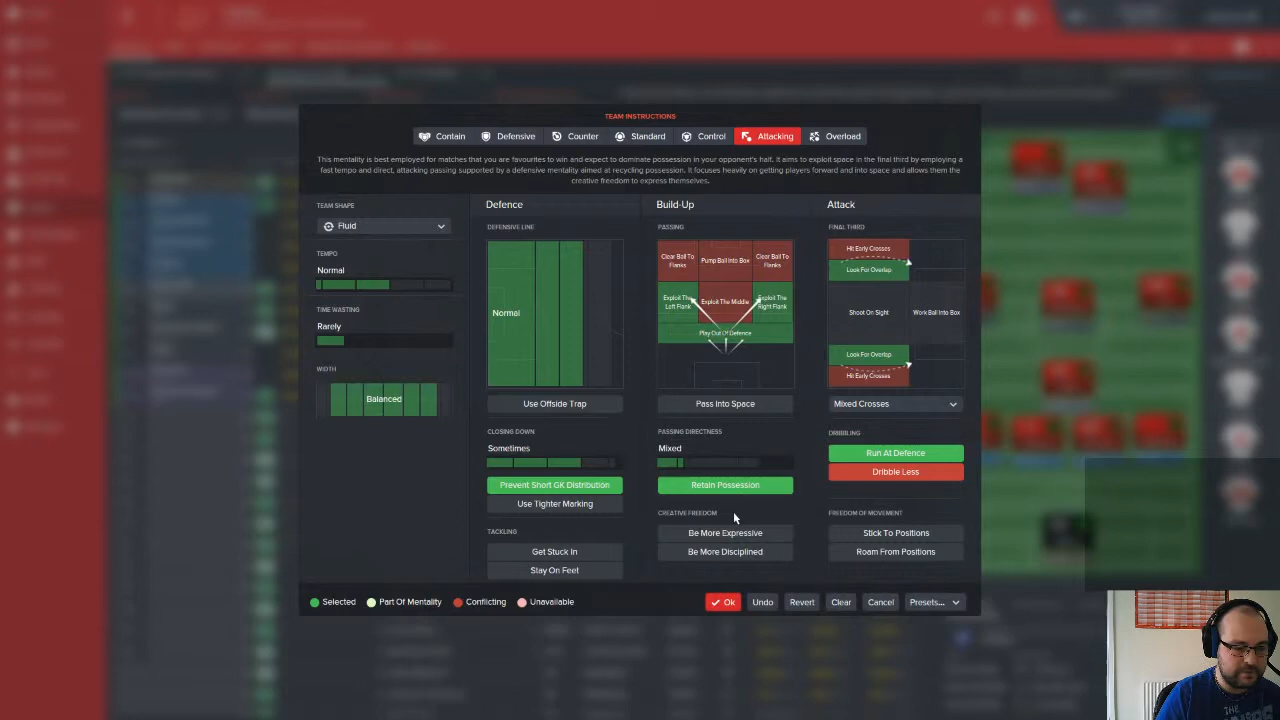 TEAM INSTRUCTIONS
Contain
Defensive
Counter
Standard
Control
Attacking
Overload
This mentality is best employed for matches that you are favourites to win and expect to dominate possession in your opponent's half. It aims to exploit space in the final third by employing a
fast tempo and direct, attacking passing supported by a defensive mentality aimed at recycling possession. It focuses heavily on getting players forward and into space and allows them the
creative freedom to express themselves.
TEAM SHAPE
Fluid
TEMPO
Normal
TIME WASTING
Rarely
WIDTH
Balanced
Defence
DEFENSIVE LINE
Normal
Use Offside Trap
CLOSING DOWN
Sometimes
Prevent Short GK Distribution
Use Tighter Marking
TACKLING
Get Stuck In
Stay On Feet
Build-Up
PASSING
Clear Ball To
Flanks
Pump Ball Into Box
Clear Ball To
Flanks
Exploit The
Left Flank
Exploit The Middle
Exploit The
Right Flank
Play Out Of Defence
Pass Into Space
PASSING DIRECTNESS
Mixed
Retain Possession
CREATIVE FREEDOM
Be More Expressive
Be More Disciplined
Attack
FINAL THIRD
Hit Early Crosses
Look For Overlap
Shoot On Sight
Work Ball Into Box
Look For Overlap
Hit Early Crosses
Mixed Crosses
DRIBBLING
Run At Defence
Dribble Less
FREEDOM OF MOVEMENT
Stick To Positions
Roam From Positions
Selected
Part Of Mentality
Conflicting
Unavailable
Ok
Undo
Revert
Clear
Cancel
Presets...
THE